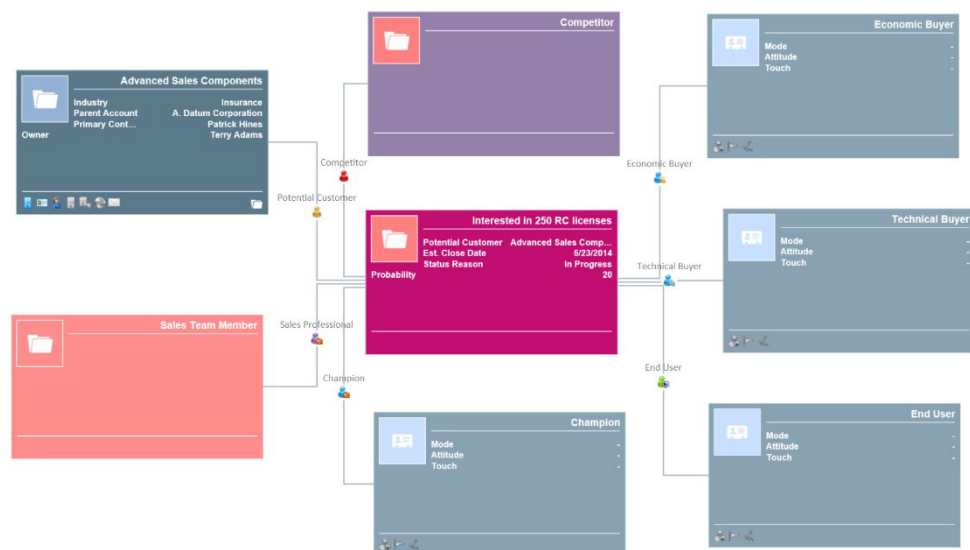 Competitor
Economic Buyer
Mode -
Attitude -
Touch -
Advanced Sales Components
Industry Insurance
Parent Account A. Datum Corporation
Primary Cont... Patrick Hines
Owner Terry Adams
Competitor
Economic Buyer
Potential Customer
Interested in 250 RC licenses
Potential Customer Advanced Sales Comp...
Est. Close Date 5/23/2014
Status Reason In Progress
Probability 20
Technical Buyer
Mode -
Attitude -
Touch -
Technical Buyer
Sales Team Member
Sales Professional
Champion
End User
Champion
Mode -
Attitude -
Touch -
End User
Mode -
Attitude -
Touch -